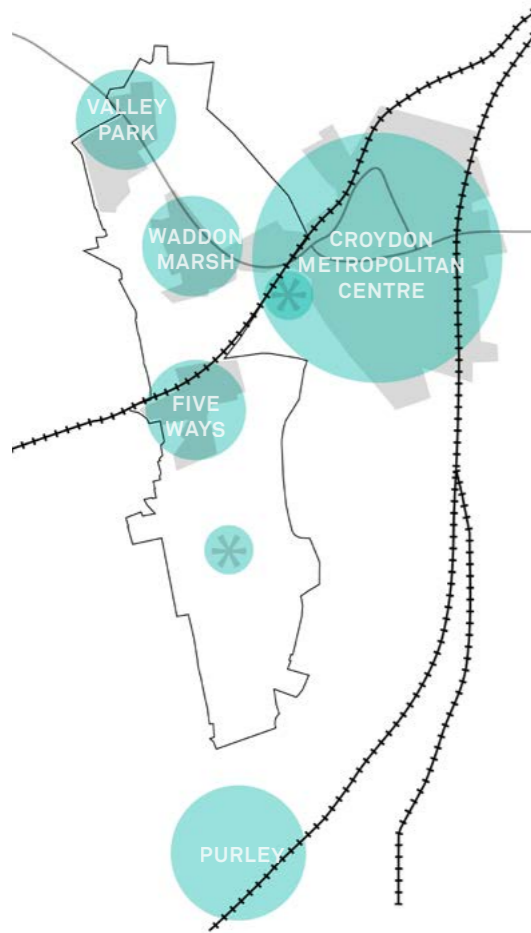 VALLEY
PARK
WADDON
MARSH
CROYDON
METROPOLITAN
CENTRE
FIVE
WAYS
PURLEY